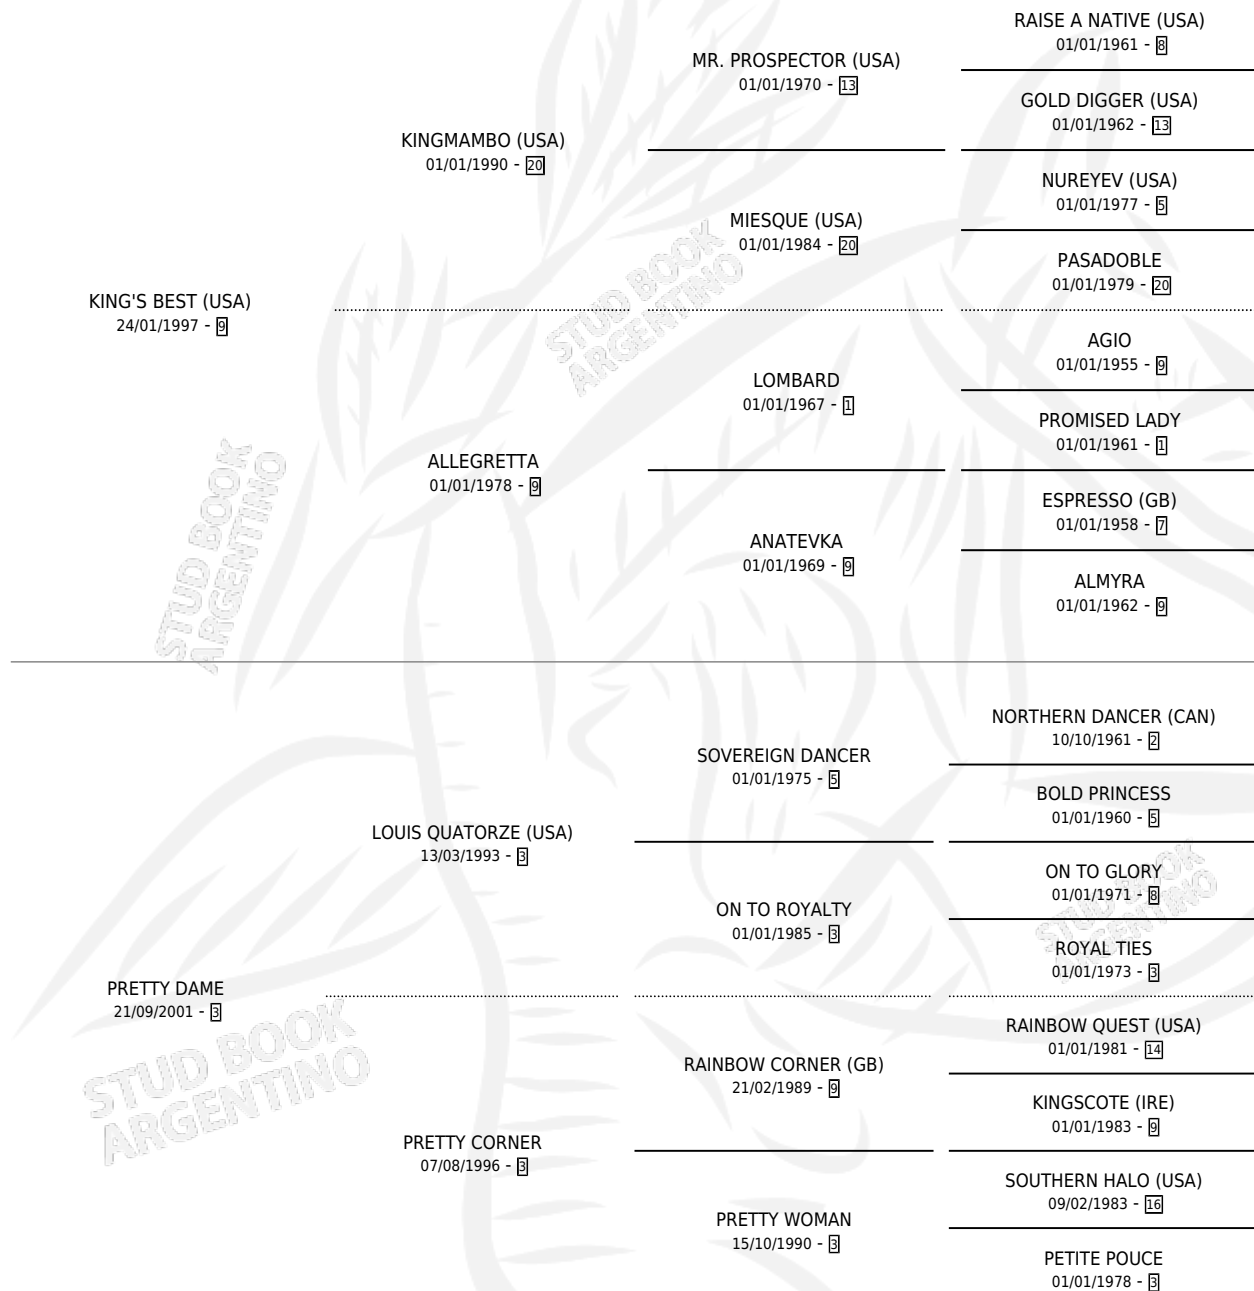 RAISE A NATIVE (USA)
01/01/1961 - 8
MR. PROSPECTOR (USA)
01/01/1970 - 13
GOLD DIGGER (USA)
01/01/1962 - 13
KINGMAMBO (USA)
01/01/1990 - 20
NUREYEV (USA)
01/01/1977 - 5
MIESQUE (USA)
01/01/1984 - 20
PASADOBLE
01/01/1979 - 20
KING'S BEST (USA)
24/01/1997 - 9
STUD BOOK
ARGENTINO
AGIO
01/01/1955 - 9
LOMBARD
01/01/1967 - 1
PROMISED LADY
01/01/1961 - 1
ALLEGRETTA
01/01/1978 - 9
ESPRESSO (GB)
01/01/1958 - 7
ANATEVKA
01/01/1969 - 9
ALMYRA
01/01/1962 - 9
STUD BOOK
ARGENTINO
NORTHERN DANCER (CAN)
10/10/1961 - 2
SOVEREIGN DANCER
01/01/1975 - 5
BOLD PRINCESS
01/01/1960 - 5
LOUIS QUATORZE (USA)
13/03/1993 - 3
ON TO GLORY
01/01/1971 - 8
STUD BOOK
ARGENTINO
ON TO ROYALTY
01/01/1985 - 3
ROYAL TIES
01/01/1973 - 3
PRETTY DAME
21/09/2001 - 3
STUD BOOK
ARGENTINO
RAINBOW QUEST (USA)
01/01/1981 - 14
RAINBOW CORNER (GB)
21/02/1989 - 9
KINGSCOTE (IRE)
01/01/1983 - 9
PRETTY CORNER
07/08/1996 - 3
SOUTHERN HALO (USA)
09/02/1983 - 16
PRETTY WOMAN
15/10/1990 - 3
PETITE POUCE
01/01/1978 - 3